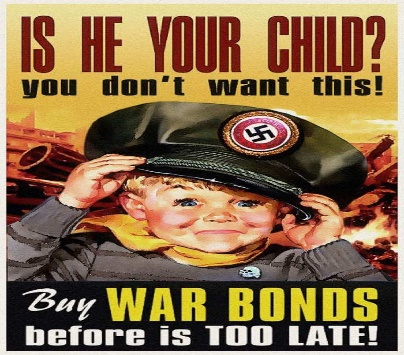 IS HE YOUR CHILD?
you don't want this!
Buy WAR BONDS
before is TOO LATE!